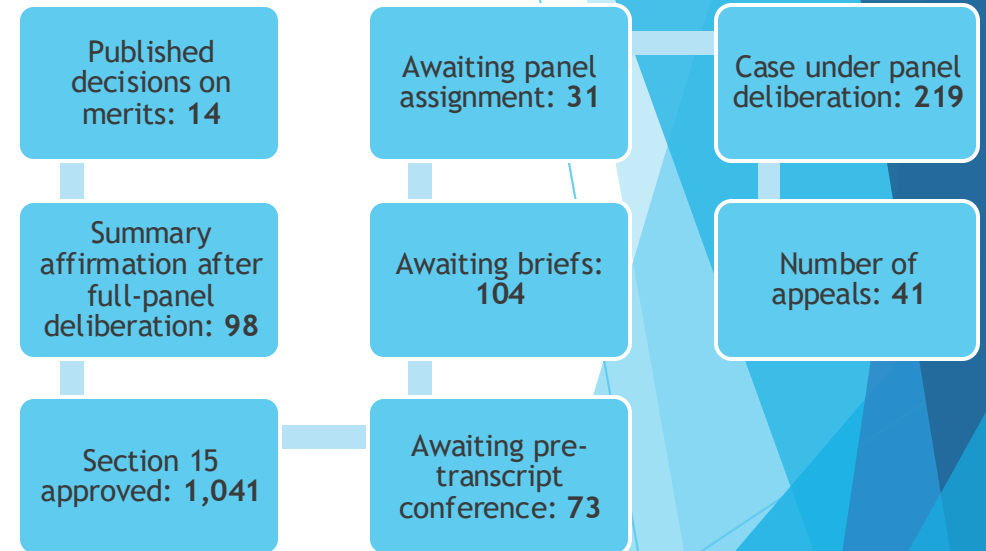 Published
decisions on
merits: 14
Summary
affirmation after
full-panel
deliberation: 98
Section 15
approved: 1,041
Awaiting pre-
transcript
conference: 73
Awaiting briefs:
104
Awaiting panel
assignment: 31
Case under panel
deliberation: 219
Number of
appeals: 41